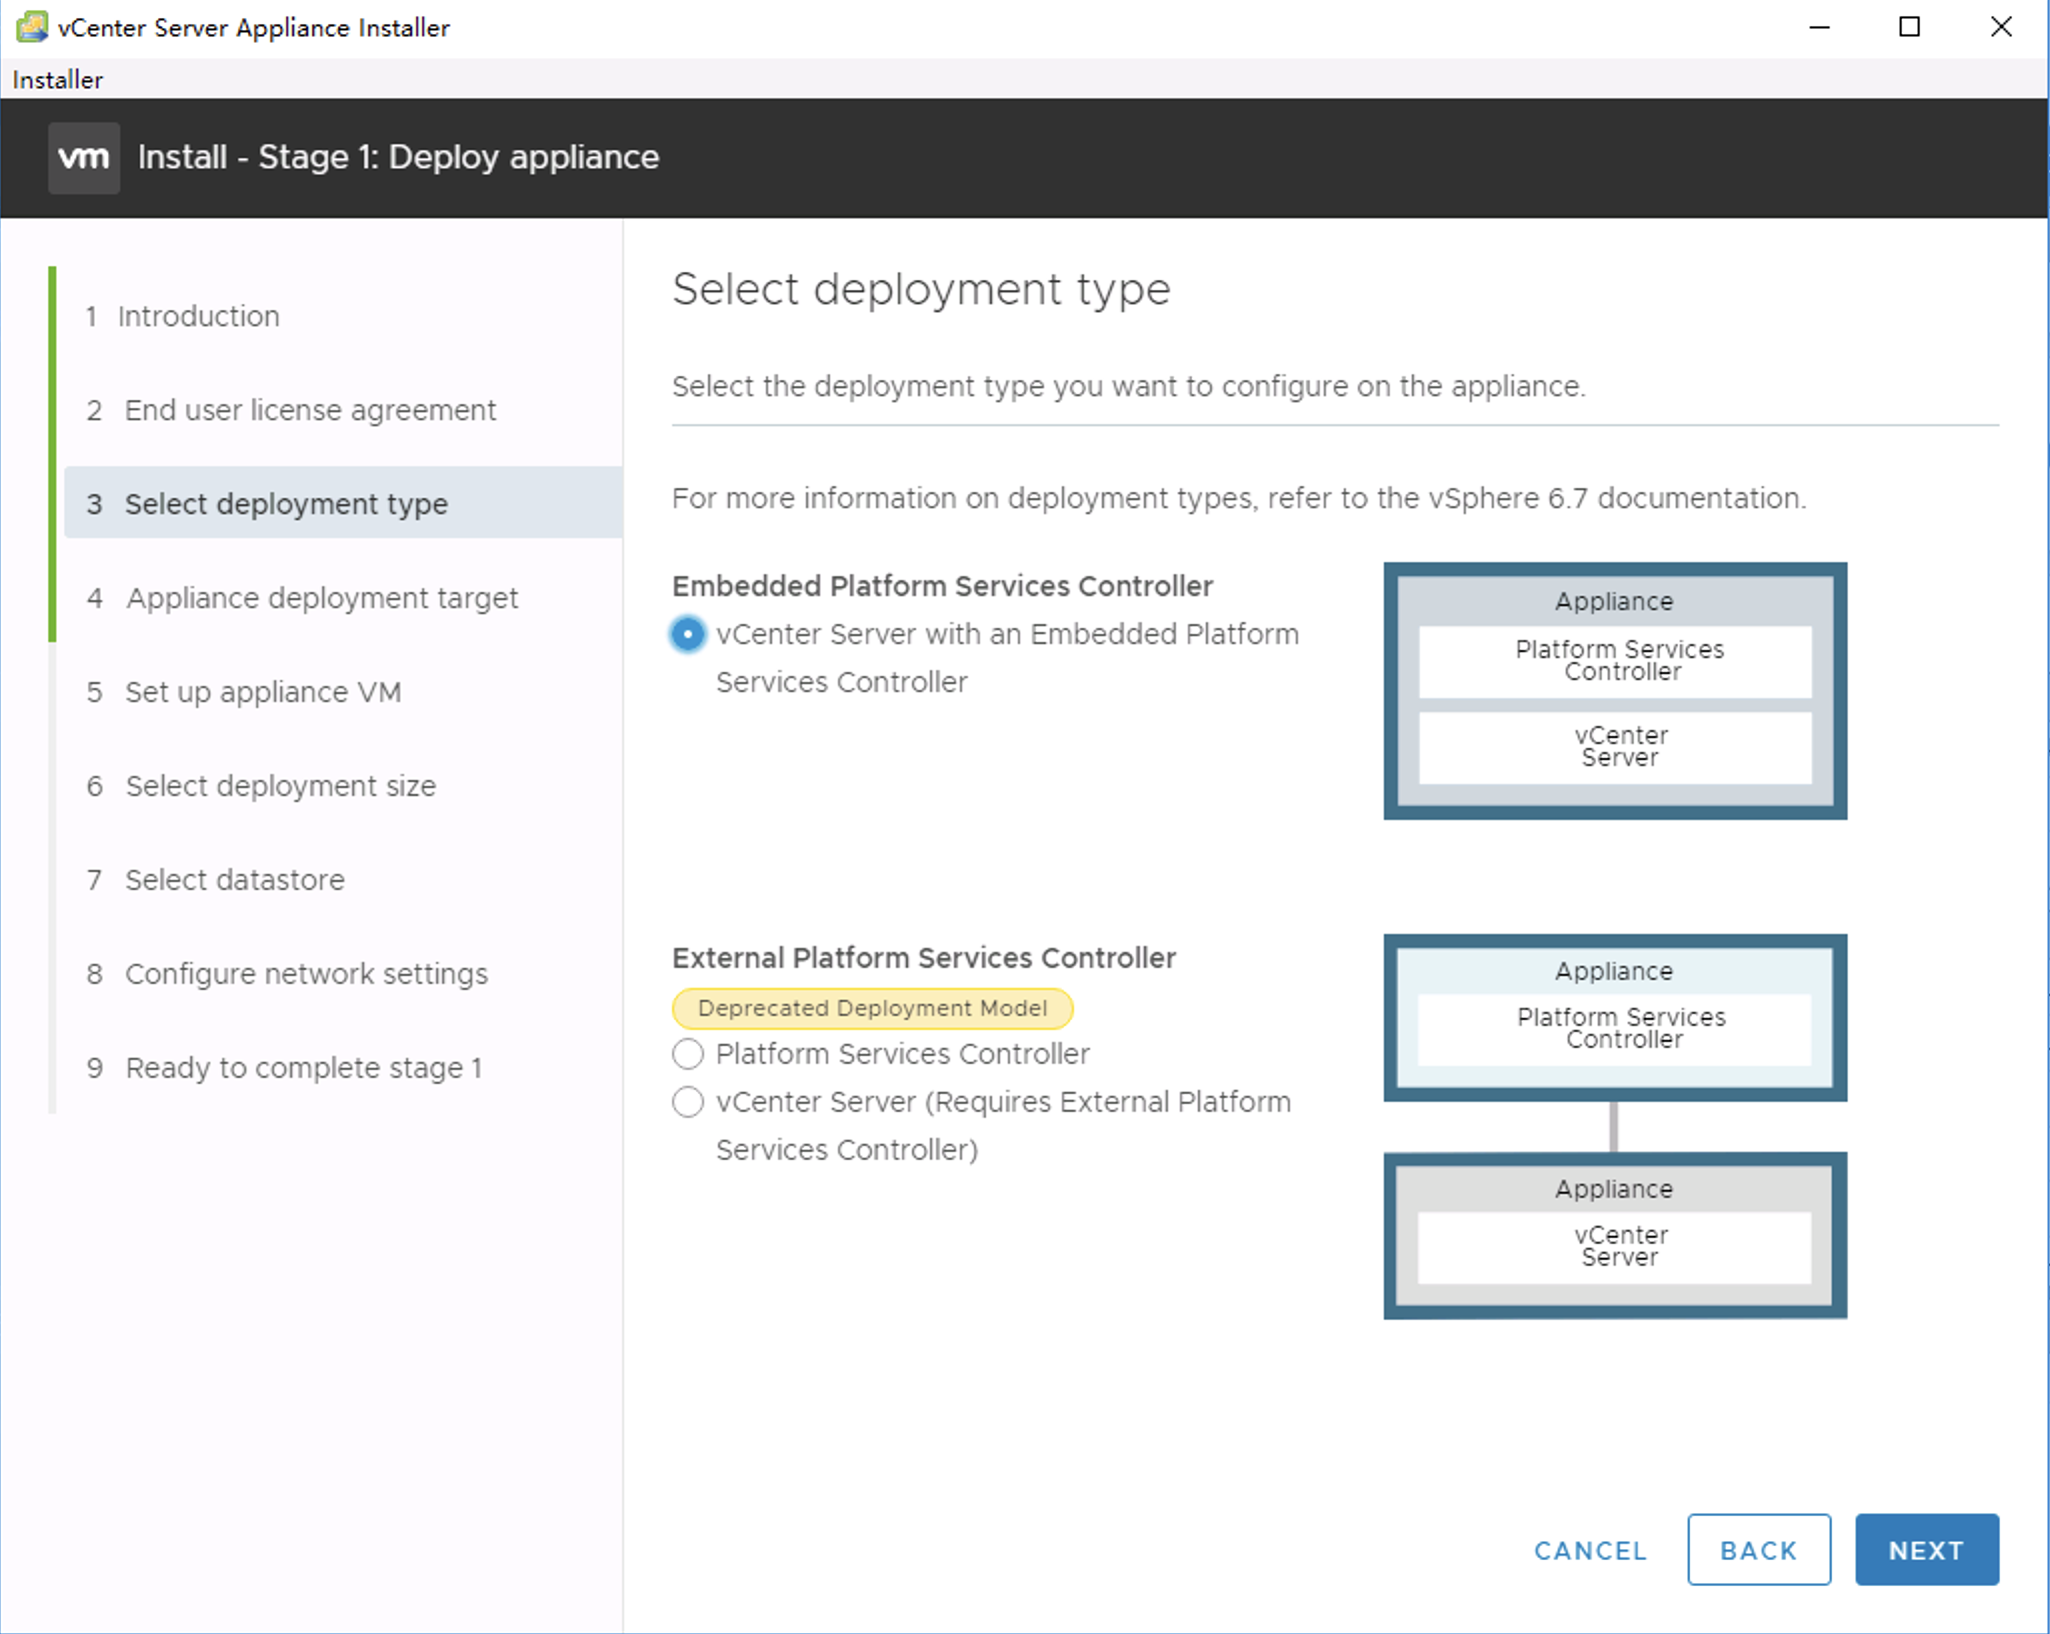 vCenter Server Appliance Installer
Installer
vm Install - Stage 1: Deploy appliance
1 Introduction
2 End user license agreement
3 Select deployment type
4 Appliance deployment target
5 Set up appliance VM
6 Select deployment size
7 Select datastore
8 Configure network settings
9 Ready to complete stage 1
Select deployment type
Select the deployment type you want to configure on the appliance.
For more information on deployment types, refer to the vSphere 6.7 documentation.
Embedded Platform Services Controller
vCenter Server with an Embedded Platform
Services Controller
Appliance
Platform Services
Controller
vCenter
Server
External Platform Services Controller
Deprecated Deployment Model
Platform Services Controller
vCenter Server (Requires External Platform
Services Controller)
Appliance
Platform Services
Controller
Appliance
vCenter
Server
CANCEL
BACK
NEXT